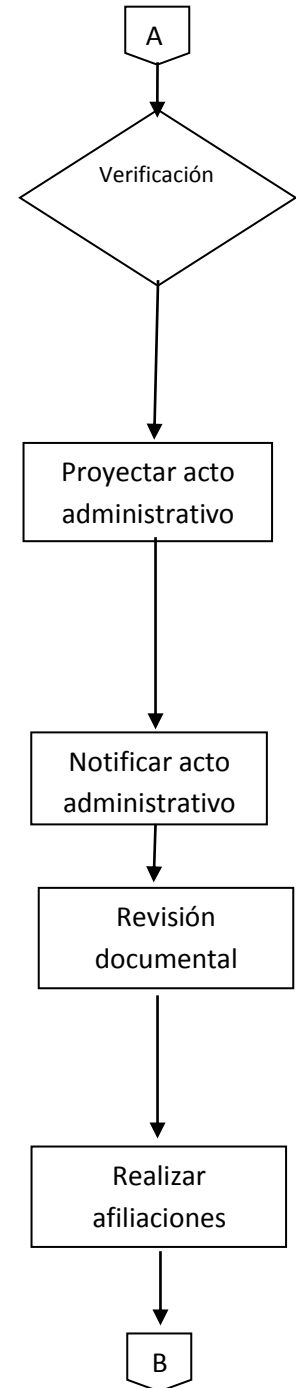 A
Verificación
Proyectar acto
administrativo
Notificar acto
administrativo
Revisión
documental
Realizar
afiliaciones
B